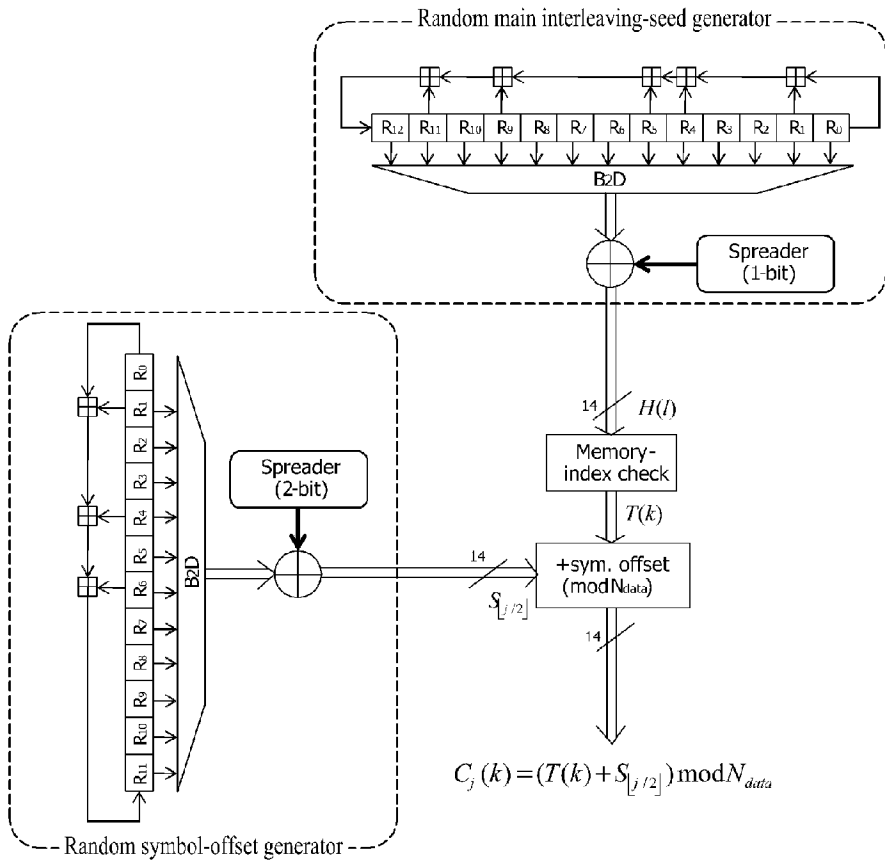 Random main interleaving-seed generator
R12 R11 R10 R9 R8 R7 R6 R5 R4 R3 R2 R1 R0
B2D
Spreader
(1-bit)
14
H(l)
Memory-
index check
T(k)
R0
R1
R2
R3
R4
R5
R6
R7
R8
R9
R10
R11
B2D
Spreader
(2-bit)
14
S⌊j/2⌋
+sym. offset
(modNdata)
14
Cj(k)=(T(k)+S⌊j/2⌋)modNdata
Random symbol-offset generator